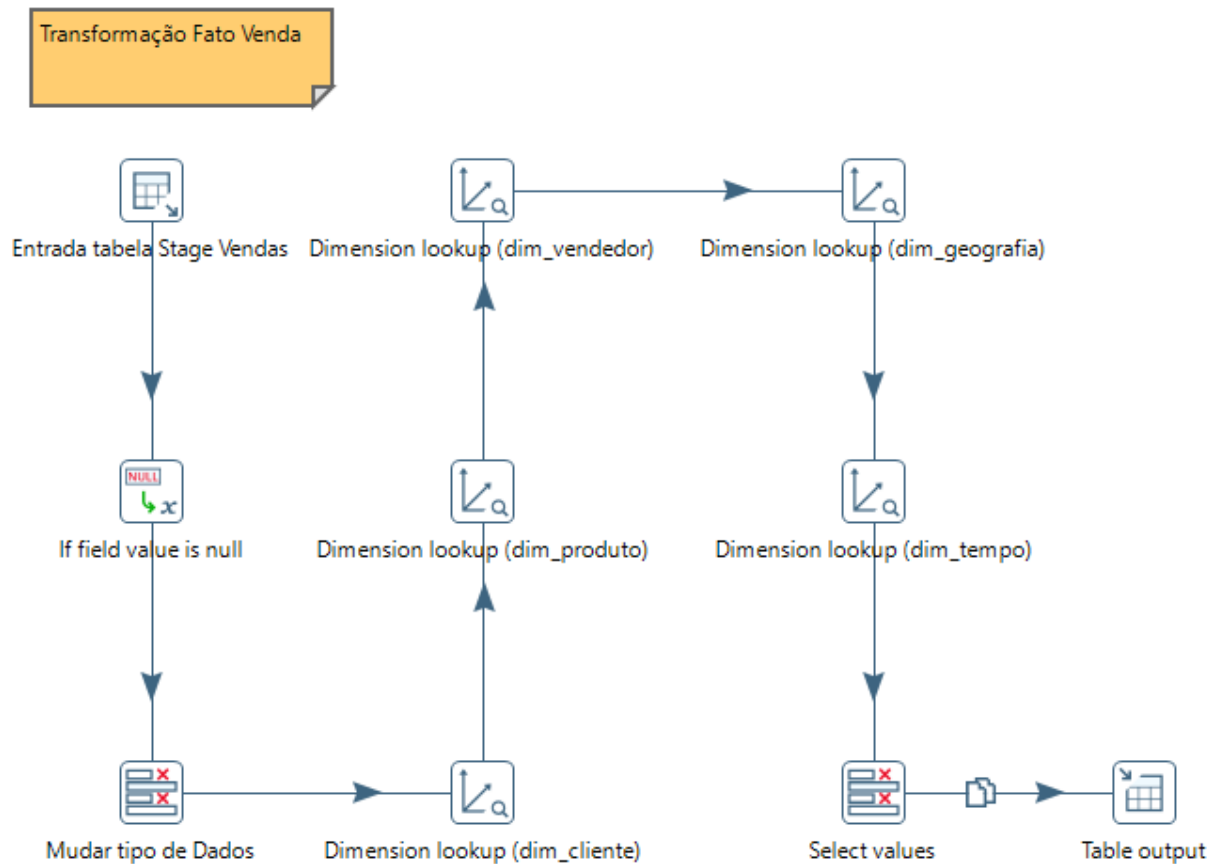 Transformação Fato Venda
Entrada tabela Stage Vendas
Dimension lookup (dim_vendedor)
Dimension lookup (dim_geografia)
NULL
x
If field value is null
Dimension lookup (dim_produto)
Dimension lookup (dim_tempo)
Mudar tipo de Dados
Dimension lookup (dim_cliente)
Select values
Table output